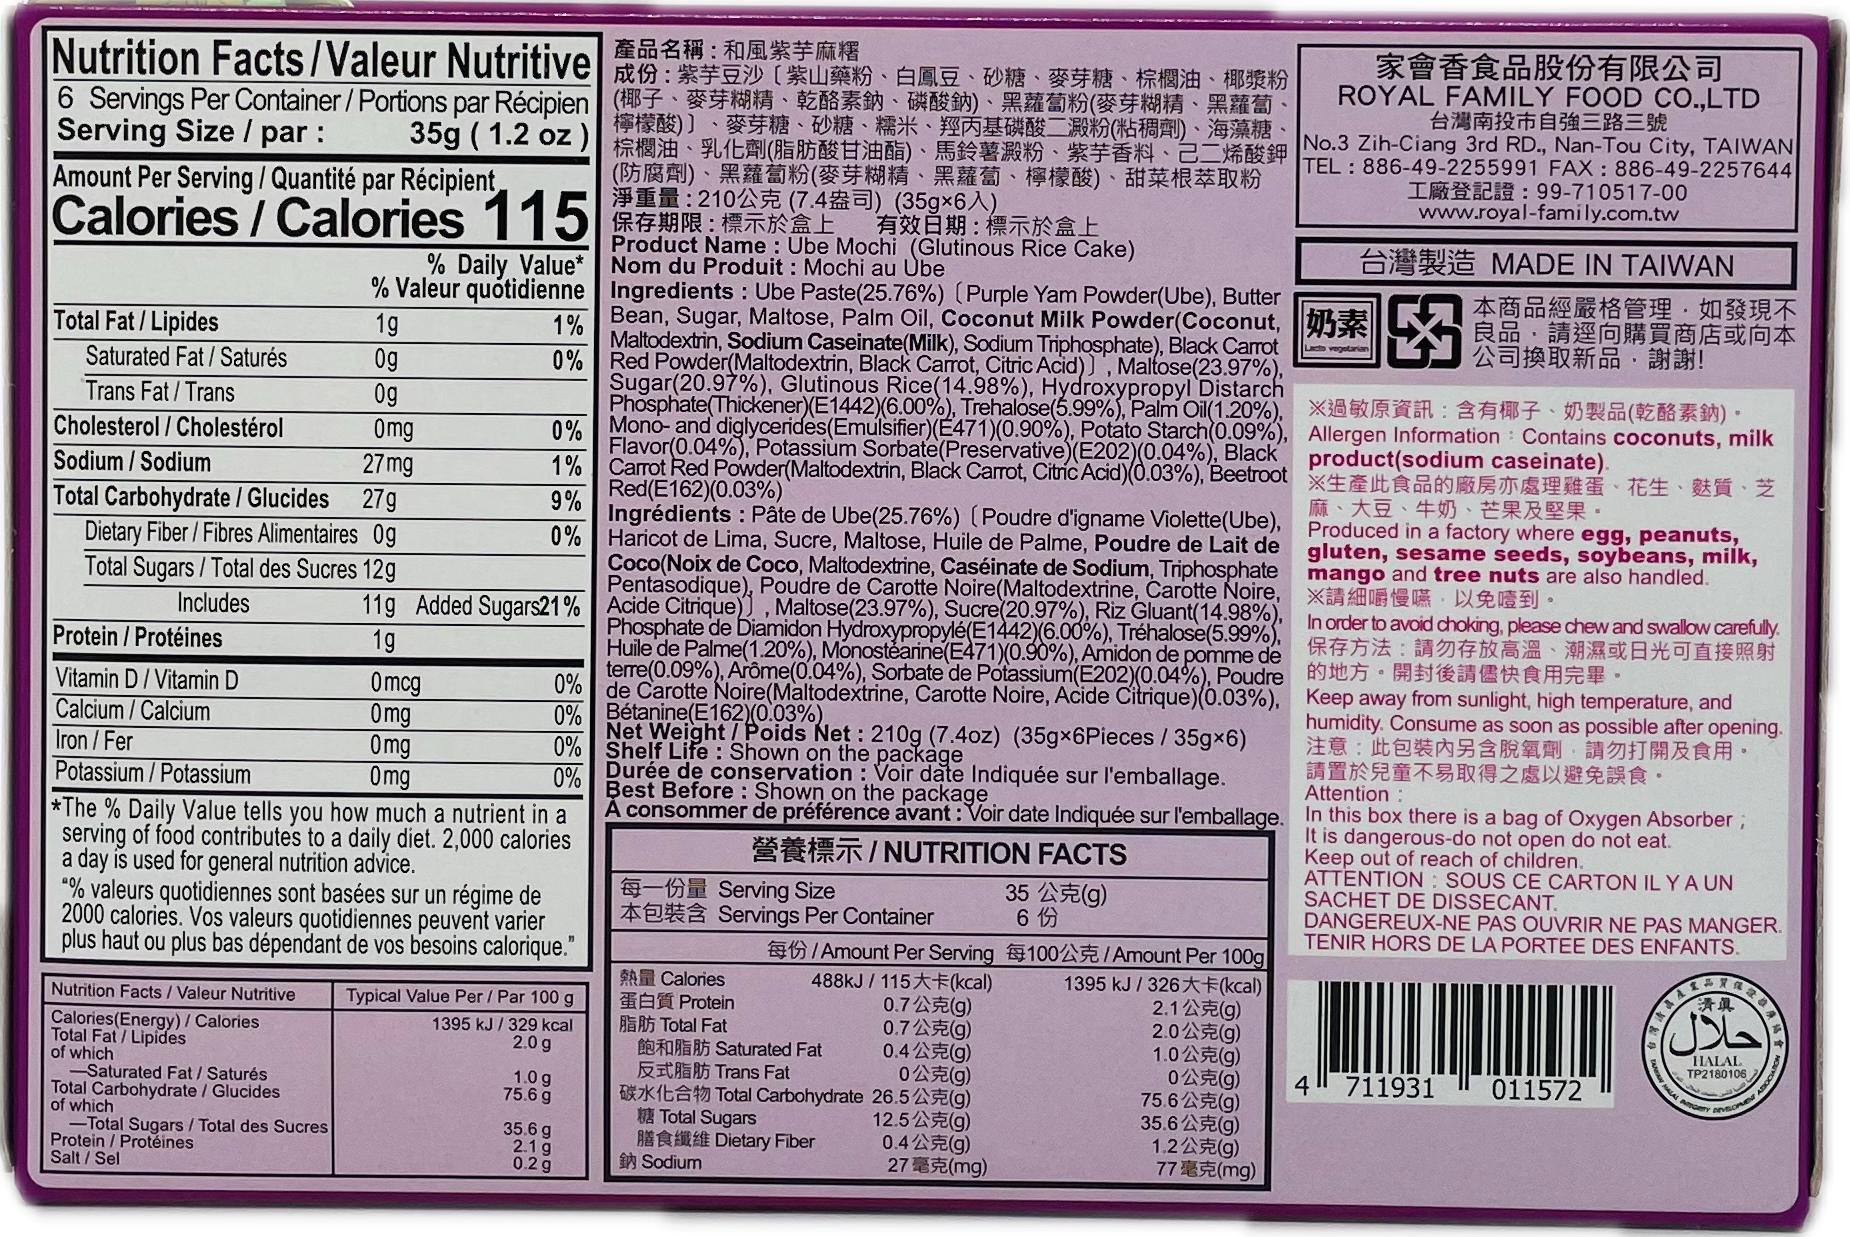 Nutrition Facts / Valeur Nutritive
6 Servings Per Container / Portions par Récipien
Serving Size / par : 35g ( 1.2 oz )
Amount Per Serving / Quantité par Récipient
Calories / Calories 115
% Daily Value*
% Valeur quotidienne
Total Fat / Lipides 1g 1%
Saturated Fat / Saturés 0g 0%
Trans Fat / Trans 0g
Cholesterol / Cholestérol 0mg 0%
Sodium / Sodium 27mg 1%
Total Carbohydrate / Glucides 27g 9%
Dietary Fiber / Fibres Alimentaires 0g 0%
Total Sugars / Total des Sucres 12g
Includes 11g Added Sugars 21%
Protein / Protéines 1g
Vitamin D / Vitamin D 0mcg 0%
Calcium / Calcium 0mg 0%
Iron / Fer 0mg 0%
Potassium / Potassium 0mg 0%
*The % Daily Value tells you how much a nutrient in a
serving of food contributes to a daily diet. 2,000 calories
a day is used for general nutrition advice.
"% valeurs quotidiennes sont basées sur un régime de
2000 calories. Vos valeurs quotidiennes peuvent varier
plus haut ou plus bas dépendant de vos besoins calorique."
Nutrition Facts / Valeur Nutritive Typical Value Per / Par 100 g
Calories(Energy) / Calories 1395 kJ / 329 kcal
Total Fat / Lipides 2.0 g
of which
—Saturated Fat / Saturés 1.0 g
Total Carbohydrate / Glucides 75.6 g
of which
—Total Sugars / Total des Sucres 35.6 g
Protein / Protéines 2.1 g
Salt / Sel 0.2 g
產品名稱：和風紫芋麻糬
成份：紫芋豆沙〔紫山藥粉、白鳳豆、砂糖、麥芽糖、棕櫚油、椰漿粉
(椰子、麥芽糊精、乾酪素鈉、磷酸鈉)、黑蘿蔔粉(麥芽糊精、黑蘿蔔、
檸檬酸)〕、麥芽糖、砂糖、糯米、羥丙基磷酸二澱粉(粘稠劑)、海藻糖、
棕櫚油、乳化劑(脂肪酸甘油酯)、馬鈴薯澱粉、紫芋香料、己二烯酸鉀
(防腐劑)、黑蘿蔔粉(麥芽糊精、黑蘿蔔、檸檬酸)、甜菜根萃取粉
淨重量：210公克 (7.4盎司) (35g×6入)
保存期限：標示於盒上 有效日期：標示於盒上
Product Name : Ube Mochi (Glutinous Rice Cake)
Nom du Produit : Mochi au Ube
Ingredients : Ube Paste(25.76%)〔Purple Yam Powder(Ube), Butter
Bean, Sugar, Maltose, Palm Oil, Coconut Milk Powder(Coconut,
Maltodextrin, Sodium Caseinate(Milk), Sodium Triphosphate), Black Carrot
Red Powder(Maltodextrin, Black Carrot, Citric Acid)〕, Maltose(23.97%),
Sugar(20.97%), Glutinous Rice(14.98%), Hydroxypropyl Distarch
Phosphate(Thickener)(E1442)(6.00%), Trehalose(5.99%), Palm Oil(1.20%),
Mono- and diglycerides(Emulsifier)(E471)(0.90%), Potato Starch(0.09%),
Flavor(0.04%), Potassium Sorbate(Preservative)(E202)(0.04%), Black
Carrot Red Powder(Maltodextrin, Black Carrot, Citric Acid)(0.03%), Beetroot
Red(E162)(0.03%)
Ingrédients : Pâte de Ube(25.76%)〔Poudre d'igname Violette(Ube),
Haricot de Lima, Sucre, Maltose, Huile de Palme, Poudre de Lait de
Coco(Noix de Coco, Maltodextrine, Caséinate de Sodium, Triphosphate
Pentasodique), Poudre de Carotte Noire(Maltodextrine, Carotte Noire,
Acide Citrique)〕, Maltose(23.97%), Sucre(20.97%), Riz Gluant(14.98%),
Phosphate de Diamidon Hydroxypropylé(E1442)(6.00%), Tréhalose(5.99%),
Huile de Palme(1.20%), Monostéarine(E471)(0.90%), Amidon de pomme de
terre(0.09%), Arôme(0.04%), Sorbate de Potassium(E202)(0.04%), Poudre
de Carotte Noire(Maltodextrine, Carotte Noire, Acide Citrique)(0.03%),
Bétanine(E162)(0.03%)
Net Weight / Poids Net : 210g (7.4oz) (35g×6Pieces / 35g×6)
Shelf Life : Shown on the package
Durée de conservation : Voir date Indiquée sur l'emballage.
Best Before : Shown on the package
À consommer de préférence avant : Voir date Indiquée sur l'emballage.
營養標示 / NUTRITION FACTS
每一份量 Serving Size 35 公克(g)
本包裝含 Servings Per Container 6 份
每份 / Amount Per Serving 每100公克 / Amount Per 100g
熱量 Calories 488kJ / 115大卡(kcal) 1395 kJ / 326大卡(kcal)
蛋白質 Protein 0.7公克(g) 2.1公克(g)
脂肪 Total Fat 0.7公克(g) 2.0公克(g)
飽和脂肪 Saturated Fat 0.4公克(g) 1.0公克(g)
反式脂肪 Trans Fat 0公克(g) 0公克(g)
碳水化合物 Total Carbohydrate 26.5公克(g) 75.6公克(g)
糖 Total Sugars 12.5公克(g) 35.6公克(g)
膳食纖維 Dietary Fiber 0.4公克(g) 1.2公克(g)
鈉 Sodium 27毫克(mg) 77毫克(mg)
家會香食品股份有限公司
ROYAL FAMILY FOOD CO.,LTD
台灣南投市自強三路三號
No.3 Zih-Ciang 3rd RD., Nan-Tou City, TAIWAN
TEL : 886-49-2255991 FAX : 886-49-2257644
工廠登記證 : 99-710517-00
www.royal-family.com.tw
台灣製造 MADE IN TAIWAN
奶素
Lacto vegetarian
本商品經嚴格管理，如發現不
良品，請逕向購買商店或向本
公司換取新品，謝謝!
※過敏原資訊：含有椰子、奶製品(乾酪素鈉)。
Allergen Information : Contains coconuts, milk
product(sodium caseinate).
※生產此食品的廠房亦處理雞蛋、花生、麩質、芝
麻、大豆、牛奶、芒果及堅果。
Produced in a factory where egg, peanuts,
gluten, sesame seeds, soybeans, milk,
mango and tree nuts are also handled.
※請細嚼慢嚥，以免噎到。
In order to avoid choking, please chew and swallow carefully.
保存方法：請勿存放高溫、潮濕或日光可直接照射
的地方。開封後請儘快食用完畢。
Keep away from sunlight, high temperature, and
humidity. Consume as soon as possible after opening.
注意：此包裝內另含脫氧劑，請勿打開及食用。
請置於兒童不易取得之處以避免誤食。
Attention :
In this box there is a bag of Oxygen Absorber ;
It is dangerous-do not open do not eat.
Keep out of reach of children.
ATTENTION : SOUS CE CARTON IL Y A UN
SACHET DE DISSECANT.
DANGEREUX-NE PAS OUVRIR NE PAS MANGER.
TENIR HORS DE LA PORTEE DES ENFANTS.
4 711931 011572
清真
حلال
HALAL
TP2180106
TAIWAN HALAL INTEGRITY DEVELOPMENT ASSOCIATION